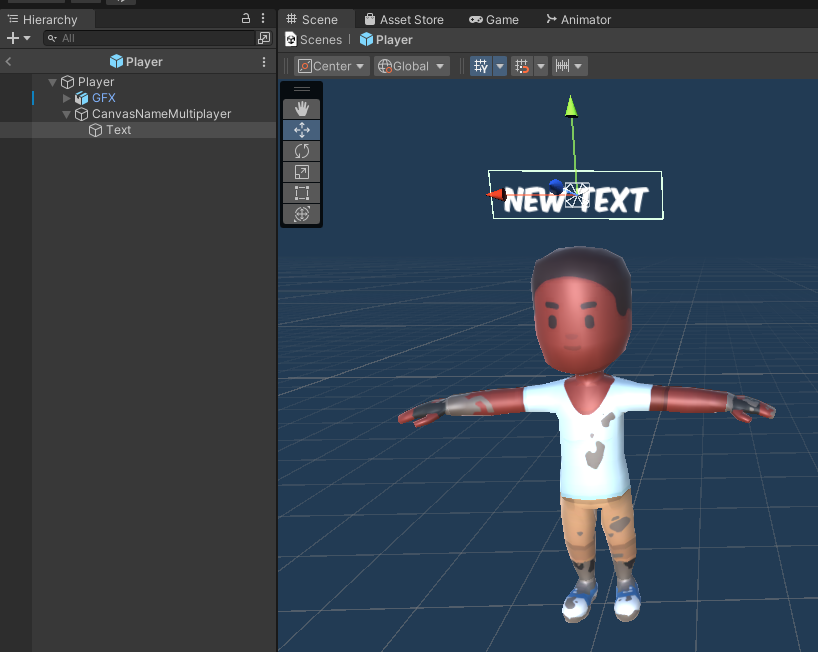 Hierarchy
All
Player
Player
GFX
CanvasNameMultiplayer
Text
Scene
Asset Store
Game
Animator
Scenes | Player
Center
Global
Y
NEW TEXT